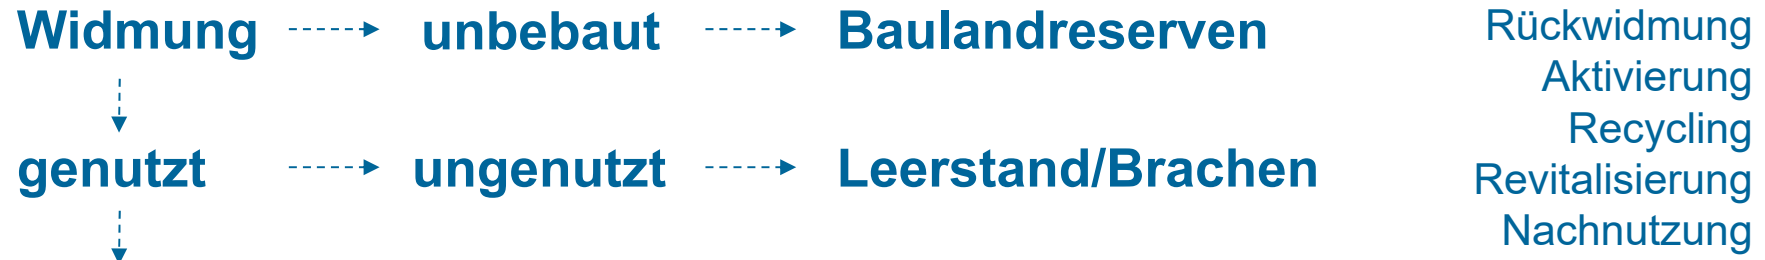 Widmung unbebaut Baulandreserven
genutzt ungenutzt Leerstand/Brachen
Rückwidmung
Aktivierung
Recycling
Revitalisierung
Nachnutzung